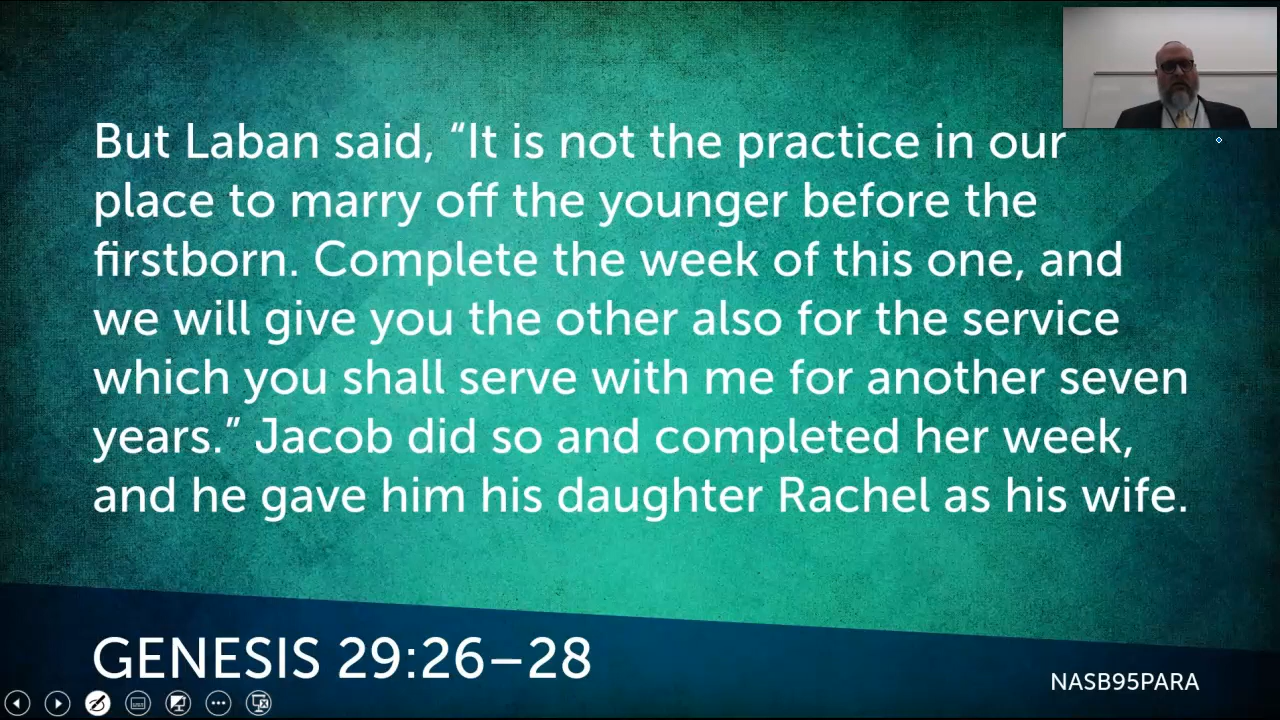 But Laban said, “It is not the practice in our
place to marry off the younger before the
firstborn. Complete the week of this one, and
we will give you the other also for the service
which you shall serve with me for another seven
years.” Jacob did so and completed her week,
and he gave him his daughter Rachel as his wife.
GENESIS 29:26–28
NASB95PARA